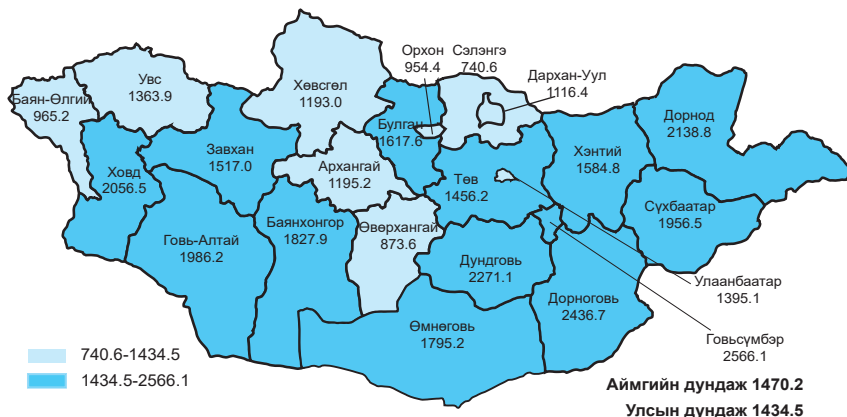 Орхон
954.4
Сэлэнгэ
740.6
Увс
1363.9
Хөвсгөл
1193.0
Дархан-Уул
1116.4
Баян-Өлгий
965.2
Дорнод
2138.8
Булган
1617.6
Завхан
1517.0
Хэнтий
1584.8
Ховд
2056.5
Архангай
1195.2
Төв
1456.2
Сүхбаатар
1956.5
Говь-Алтай
1986.2
Баянхонгор
1827.9
Өвөрхангай
873.6
Дундговь
2271.1
Улаанбаатар
1395.1
Дорноговь
2436.7
Өмнөговь
1795.2
Говьсүмбэр
2566.1
740.6-1434.5
1434.5-2566.1
Аймгийн дундаж 1470.2
Улсын дундаж 1434.5